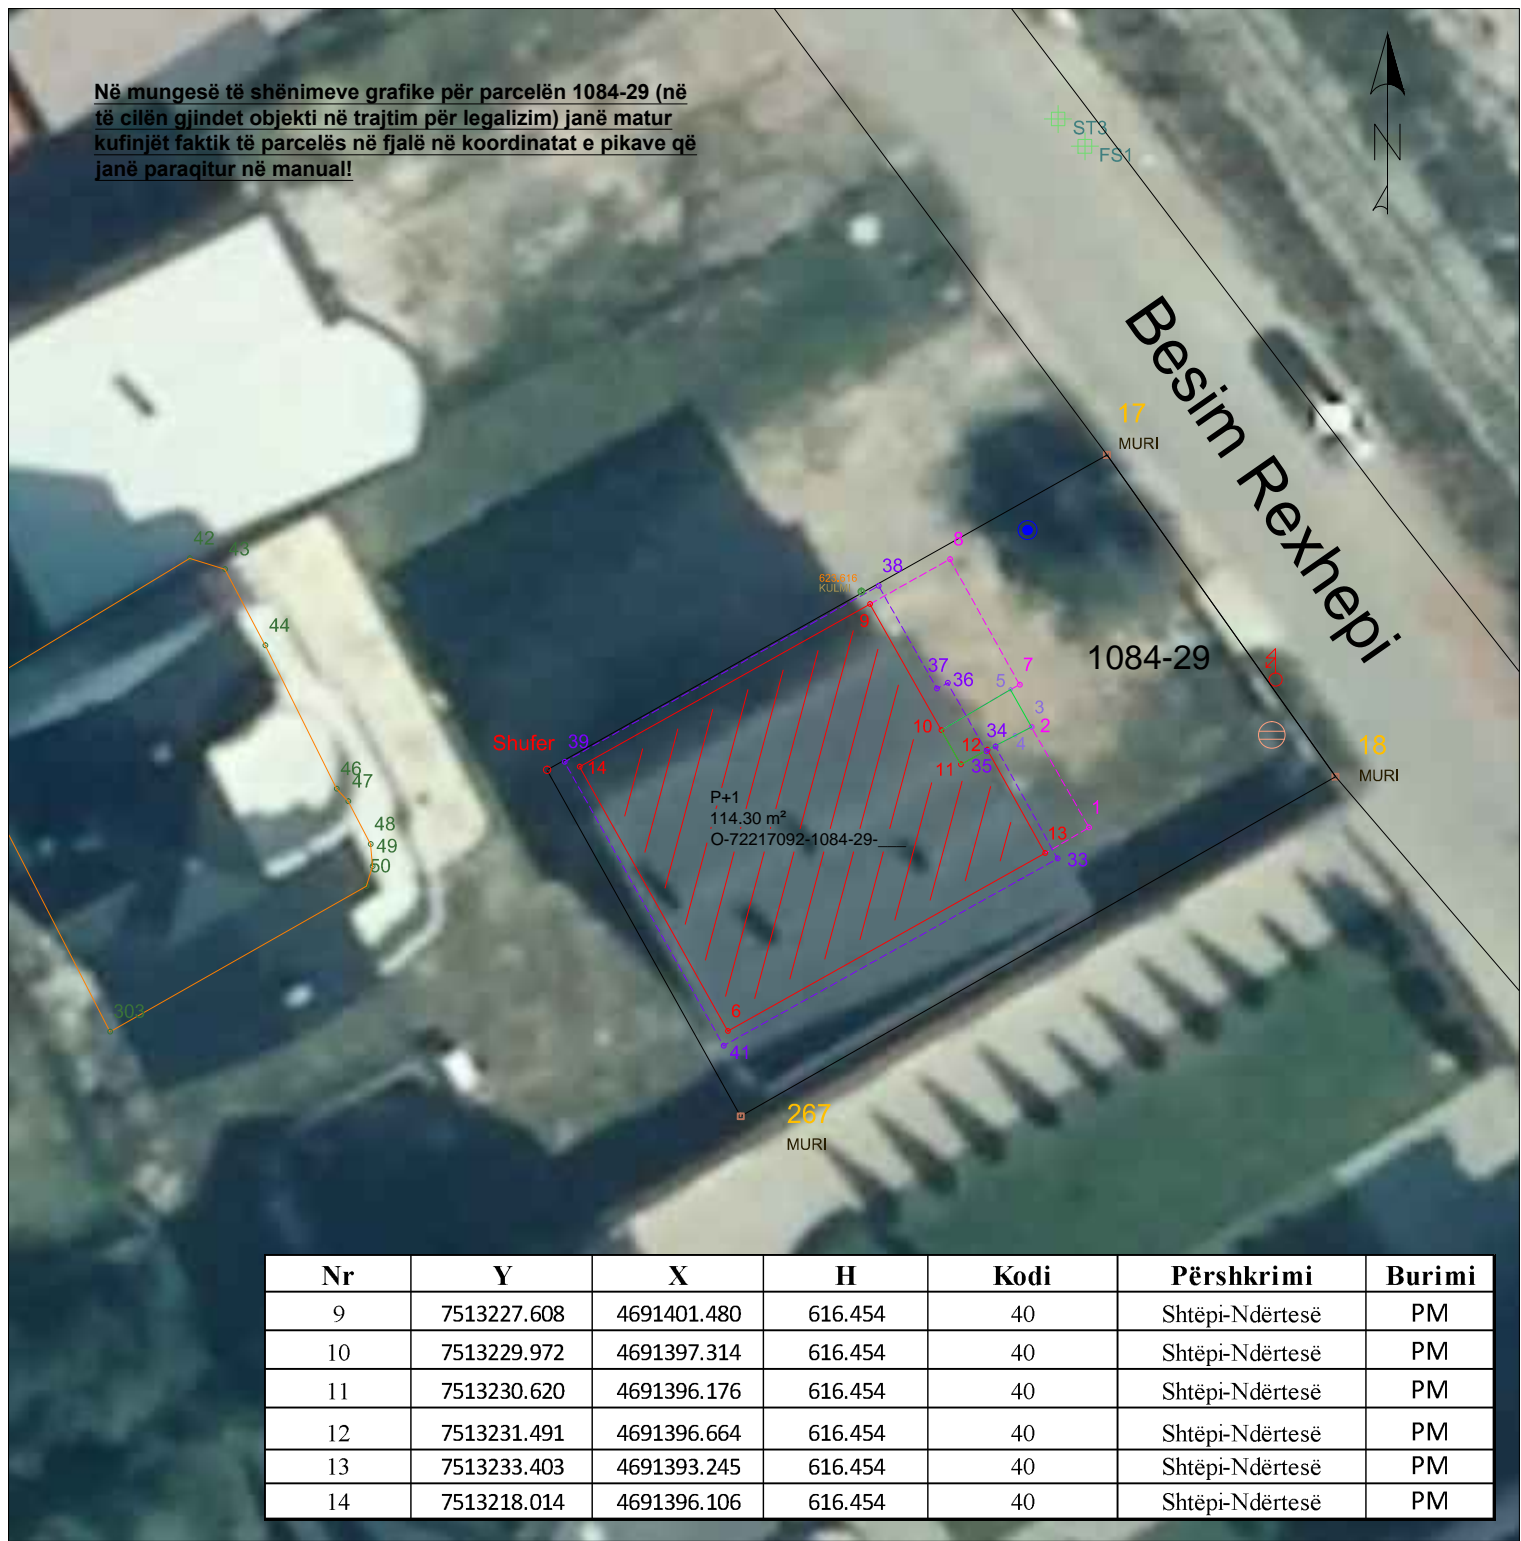 Në mungesë të shënimeve grafike për parcelën 1084-29 (në
të cilën gjindet objekti në trajtim për legalizim) janë matur
kufinjët faktik të parcelës në fjalë në koordinatat e pikave që
janë paraqitur në manual!
ST3
FS1
N
Besim Rexhepi
17
MURI
42
43
8
38
623.616
KULMI
9
44
1084-29
37
36
5
7
3
2
10
34
4
12
35
11
Shufer
39
14
18
MURI
46
47
P+1
114.30 m²
O-72217092-1084-29-___
1
48
49
13
33
50
6
303
41
267
MURI
Nr Y X H Kodi Përshkrimi Burimi
9 7513227.608 4691401.480 616.454 40 Shtëpi-Ndërtesë PM
10 7513229.972 4691397.314 616.454 40 Shtëpi-Ndërtesë PM
11 7513230.620 4691396.176 616.454 40 Shtëpi-Ndërtesë PM
12 7513231.491 4691396.664 616.454 40 Shtëpi-Ndërtesë PM
13 7513233.403 4691393.245 616.454 40 Shtëpi-Ndërtesë PM
14 7513218.014 4691396.106 616.454 40 Shtëpi-Ndërtesë PM